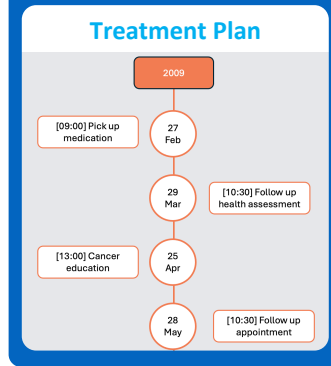 Treatment Plan
2009
[09:00] Pick up
medication
27
Feb
29
Mar
[10:30] Follow up
health assessment
[13:00] Cancer
education
25
Apr
28
May
[10:30] Follow up
appointment